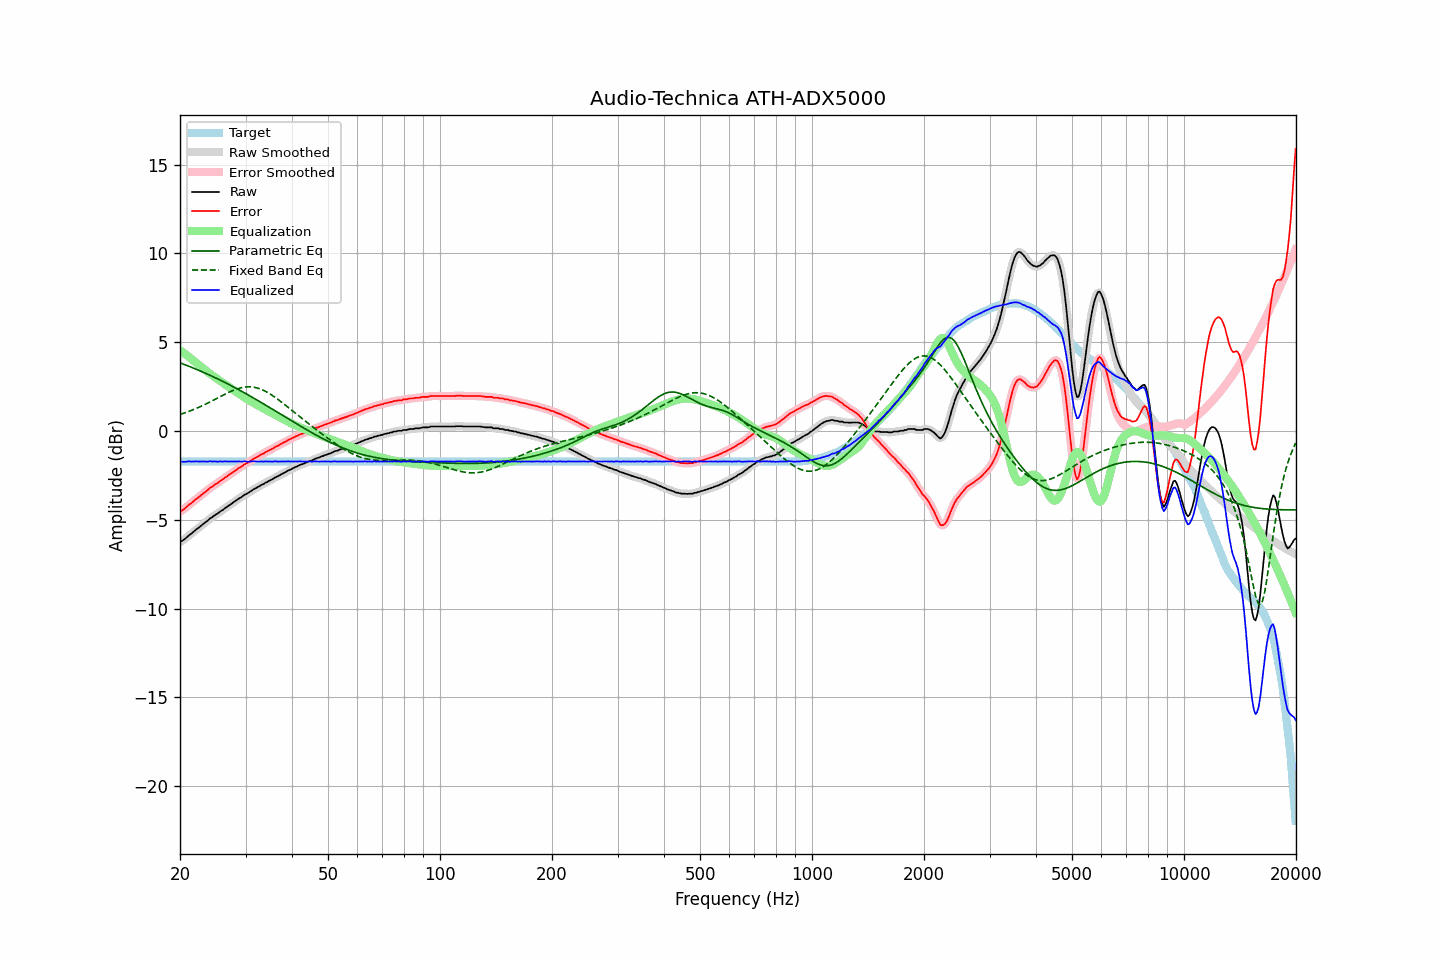 Audio-Technica ATH-ADX5000
Target
Raw Smoothed
Error Smoothed
Raw
Error
Equalization
Parametric Eq
Fixed Band Eq
Equalized
15
10
5
0
−5
−10
−15
−20
Amplitude (dBr)
20 50 100 200 500 1000 2000 5000 10000 20000
Frequency (Hz)